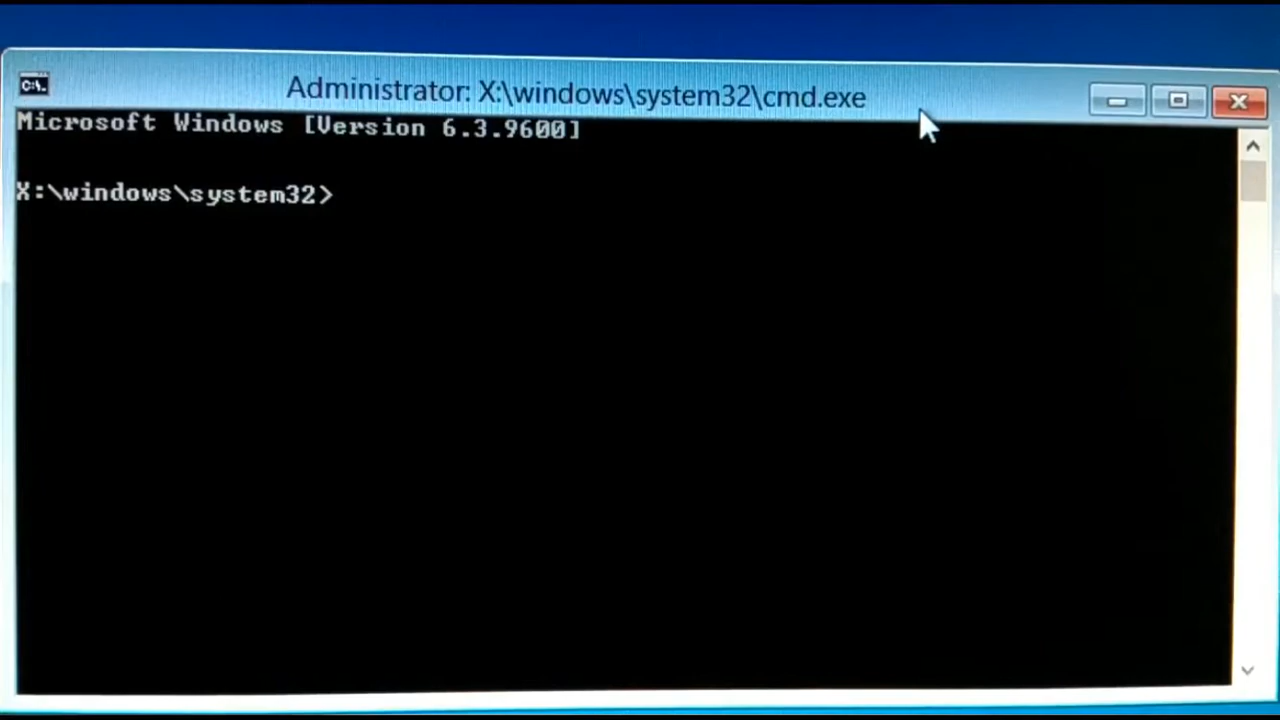 C:\.
Administrator: X:\windows\system32\cmd.exe
Microsoft Windows [Version 6.3.9600]
X:\windows\system32>